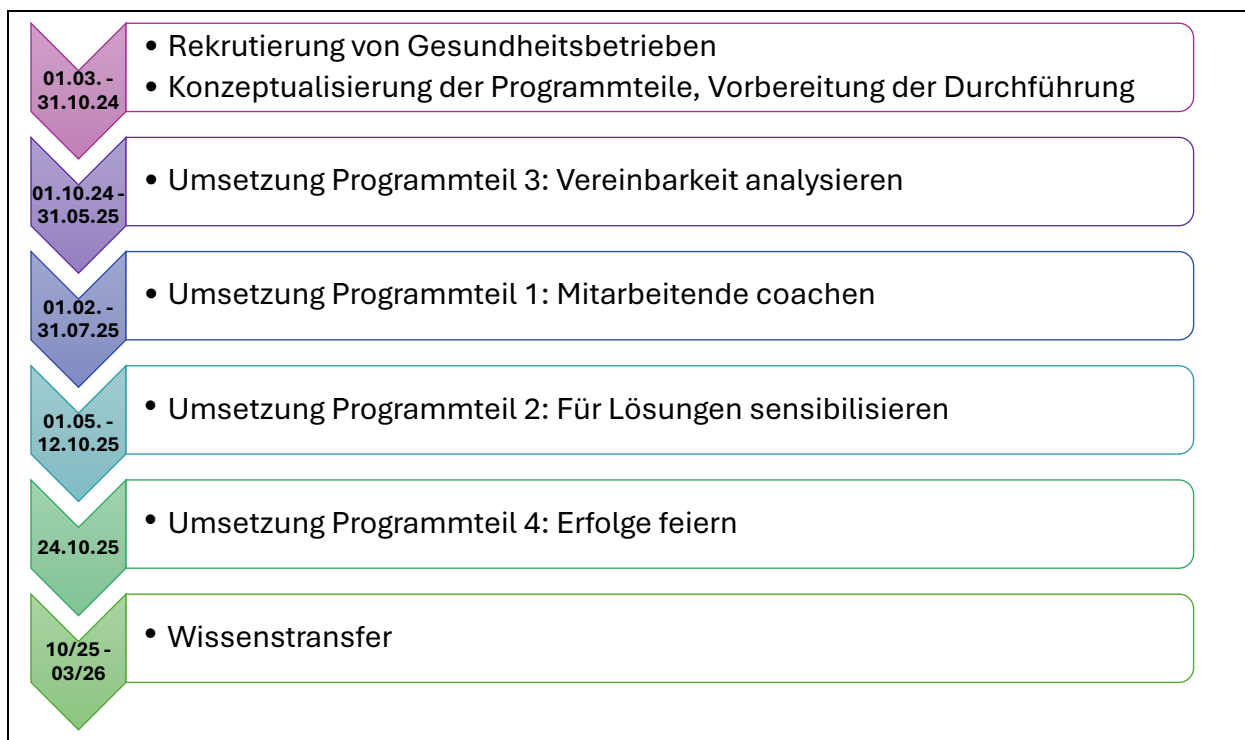 01.03. -
31.10.24
• Rekrutierung von Gesundheitsbetrieben
• Konzeptualisierung der Programmteile, Vorbereitung der Durchführung
01.10.24 -
31.05.25
• Umsetzung Programmteil 3: Vereinbarkeit analysieren
01.02. -
31.07.25
• Umsetzung Programmteil 1: Mitarbeitende coachen
01.05. -
12.10.25
• Umsetzung Programmteil 2: Für Lösungen sensibilisieren
24.10.25
• Umsetzung Programmteil 4: Erfolge feiern
10/25 -
03/26
• Wissenstransfer